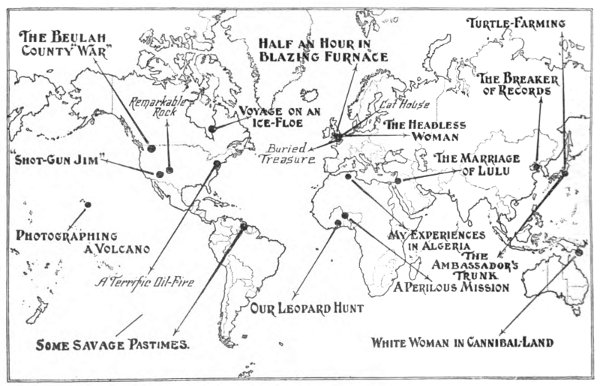 TURTLE-FARMING
THE BEULAH
COUNTY "WAR"
HALF AN HOUR IN
BLAZING FURNACE
THE BREAKER
OF RECORDS
Remarkable
Rock
VOYAGE ON AN
ICE-FLOE
Cat House
THE HEADLESS
WOMAN
Buried
Treasure
"SHOT-GUN JIM"
THE MARRIAGE
OF LULU
PHOTOGRAPHING
A VOLCANO
MY EXPERIENCES
IN ALGERIA
THE
AMBASSADOR'S
TRUNK
A Terrific Oil-Fire
A PERILOUS MISSION
OUR LEOPARD HUNT
SOME SAVAGE PASTIMES.
WHITE WOMAN IN CANNIBAL-LAND